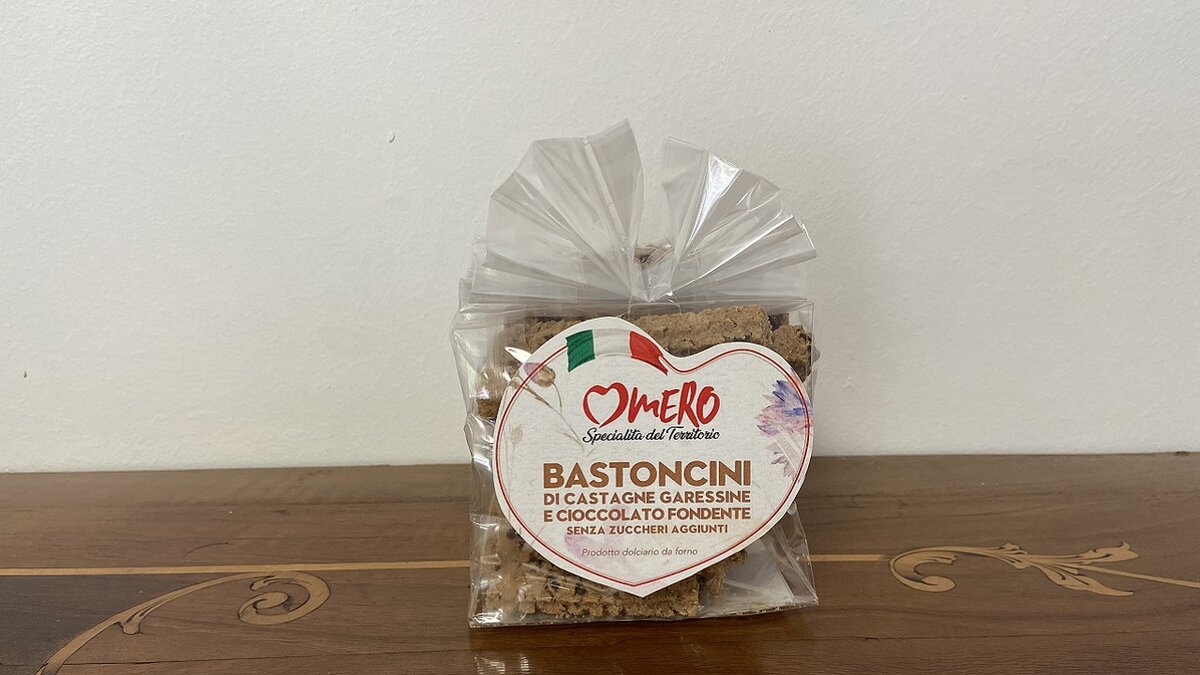 OMERO
Specialità del Territorio
BASTONCINI
DI CASTAGNE GARESSINE
E CIOCCOLATO FONDENTE
SENZA ZUCCHERI AGGIUNTI
Prodotto dolciario da forno